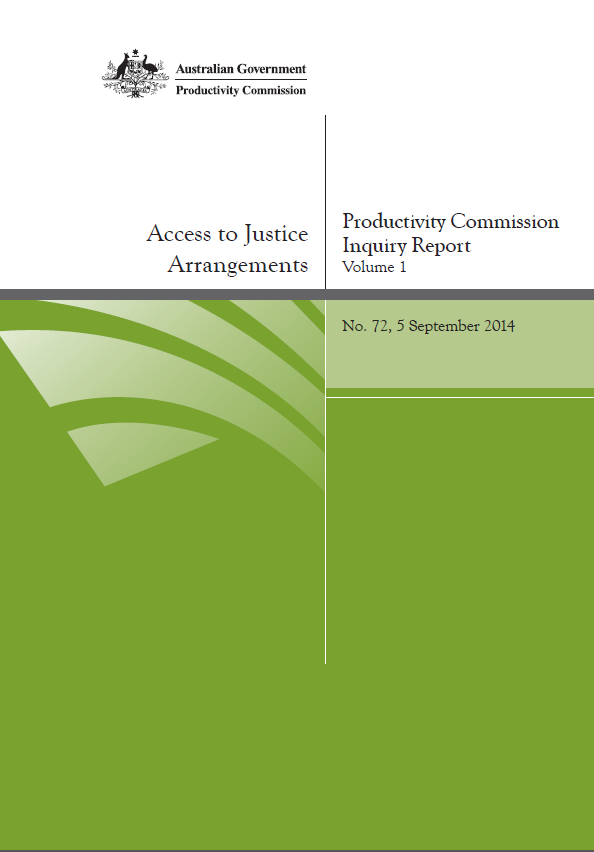 Australian Government
Productivity Commission
Access to Justice
Arrangements
Productivity Commission
Inquiry Report
Volume 1
No. 72, 5 September 2014